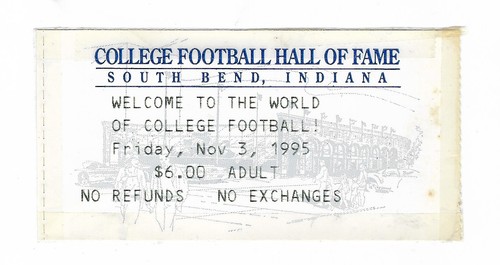 COLLEGE FOOTBALL HALL OF FAME
SOUTH BEND, INDIANA
WELCOME TO THE WORLD
OF COLLEGE FOOTBALL!
Friday, Nov 3, 1995
$6.00 ADULT
NO REFUNDS NO EXCHANGES